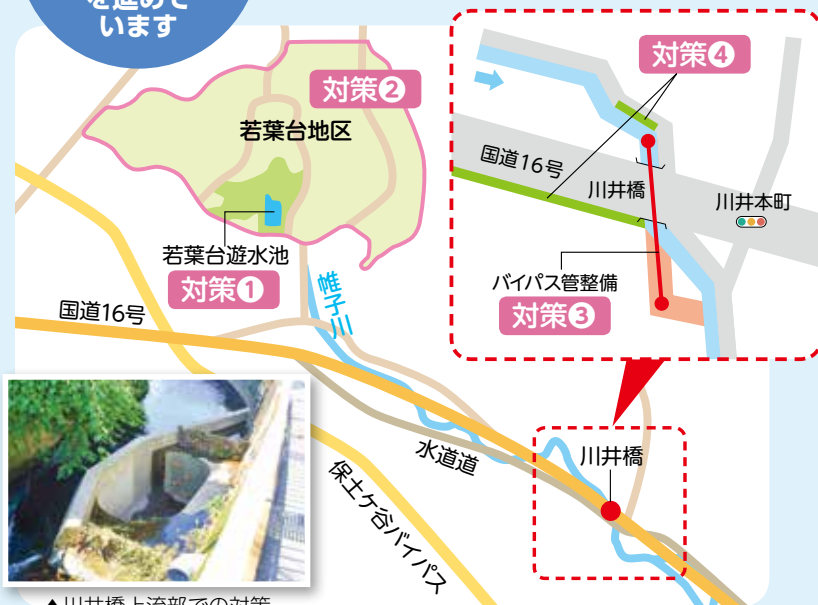 を進めて
います
対策❷
若葉台地区
若葉台遊水池
対策❶
国道16号
帷子川
水道道
保土ケ谷バイパス
川井橋
対策❹
国道16号
川井橋
川井本町
バイパス管整備
対策❸
▲川井橋上流部での対策